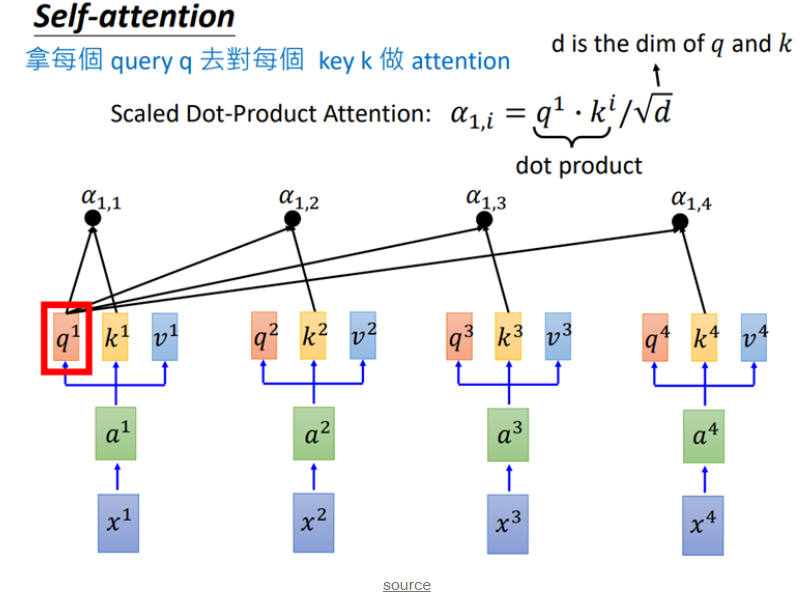 Self-attention
拿每個 query q 去對每個 key k 做 attention
d is the dim of q and k
Scaled Dot-Product Attention: α₁,ᵢ = q¹ · kⁱ/√d
dot product
α₁,₁ α₁,₂ α₁,₃ α₁,₄
q¹ k¹ v¹ q² k² v² q³ k³ v³ q⁴ k⁴ v⁴
a¹ a² a³ a⁴
x¹ x² x³ x⁴
source